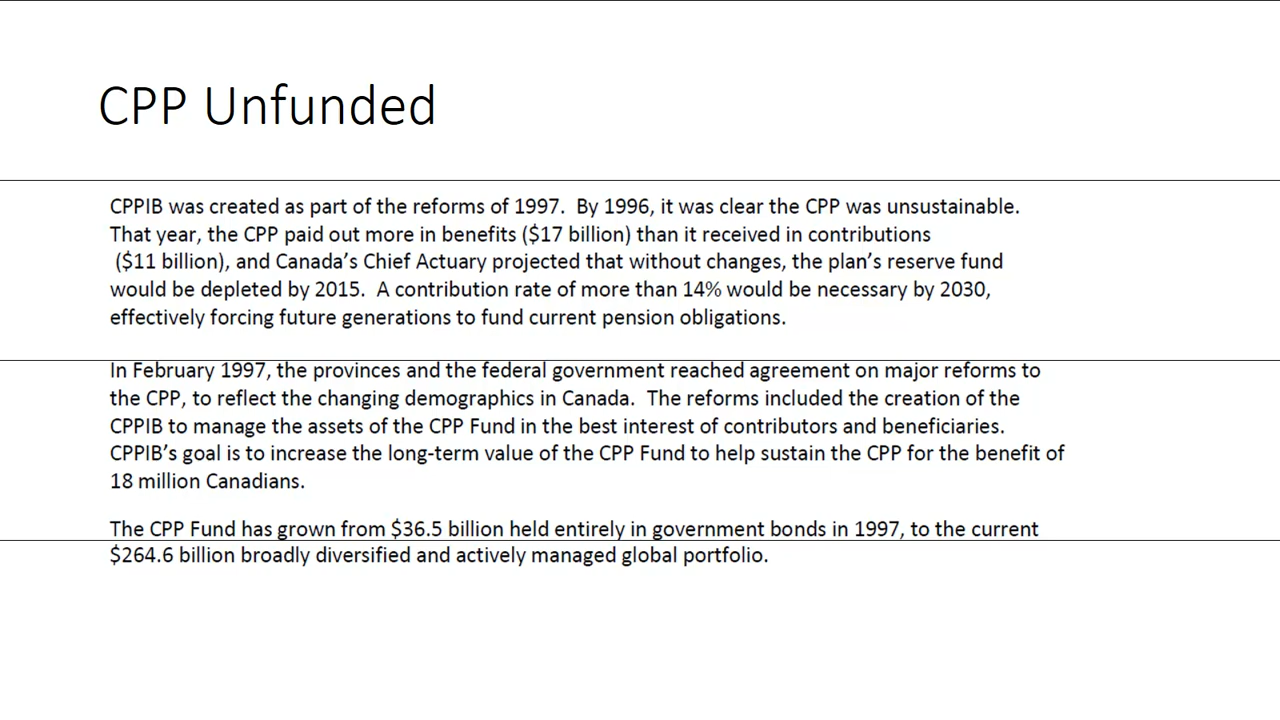 CPP Unfunded
CPPIB was created as part of the reforms of 1997.  By 1996, it was clear the CPP was unsustainable.
That year, the CPP paid out more in benefits ($17 billion) than it received in contributions
($11 billion), and Canada’s Chief Actuary projected that without changes, the plan’s reserve fund
would be depleted by 2015.  A contribution rate of more than 14% would be necessary by 2030,
effectively forcing future generations to fund current pension obligations.
In February 1997, the provinces and the federal government reached agreement on major reforms to
the CPP, to reflect the changing demographics in Canada.  The reforms included the creation of the
CPPIB to manage the assets of the CPP Fund in the best interest of contributors and beneficiaries.
CPPIB’s goal is to increase the long-term value of the CPP Fund to help sustain the CPP for the benefit of
18 million Canadians.
The CPP Fund has grown from $36.5 billion held entirely in government bonds in 1997, to the current
$264.6 billion broadly diversified and actively managed global portfolio.